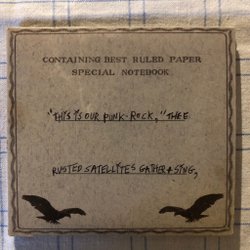 CONTAINING BEST RULED PAPER
SPECIAL NOTEBOOK
"THIS IS OUR PUNK-ROCK," THEE
RUSTED SATELLITES GATHER + SING,